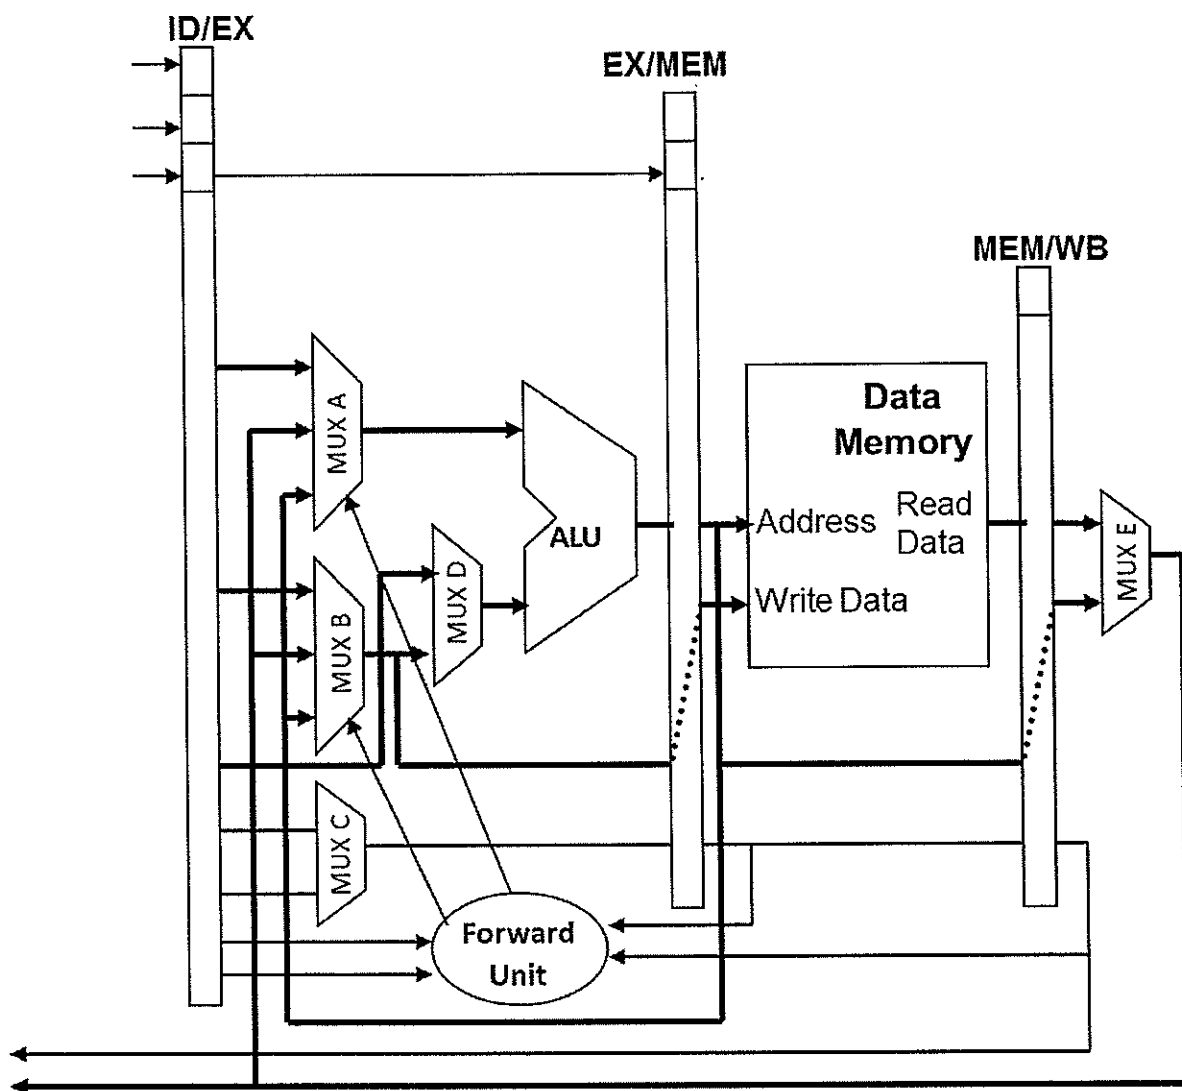 ID/EX
EX/MEM
MEM/WB
MUX A
Data
Memory
Address
Read
Data
ALU
MUX D
MUX E
MUX B
Write Data
MUX C
Forward
Unit